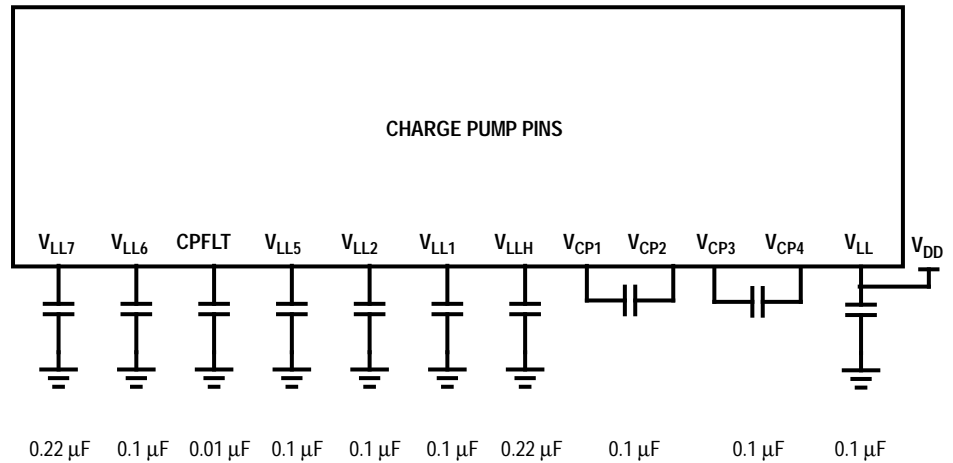 CHARGE PUMP PINS
VLL7 VLL6 CPFLT VLL5 VLL2 VLL1 VLLH VCP1 VCP2 VCP3 VCP4 VLL VDD
0.22 µF 0.1 µF 0.01 µF 0.1 µF 0.1 µF 0.1 µF 0.22 µF 0.1 µF 0.1 µF 0.1 µF